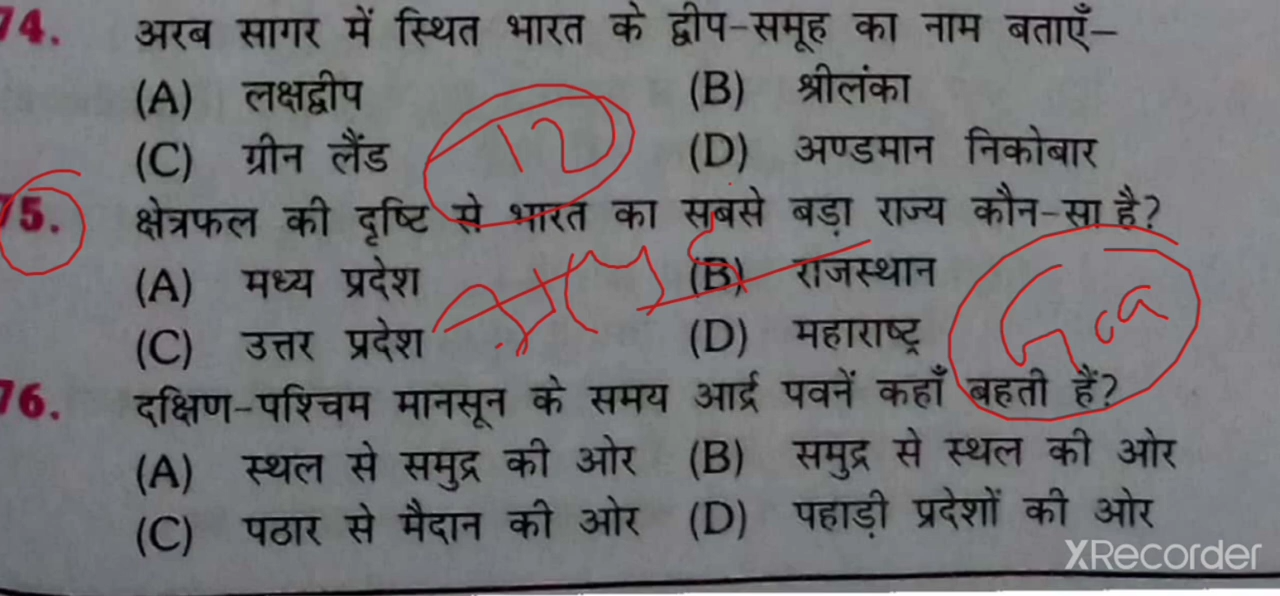 74. अरब सागर में स्थित भारत के द्वीप-समूह का नाम बताएँ-
(A) लक्षद्वीप (B) श्रीलंका
(C) ग्रीन लैंड (D) अण्डमान निकोबार
12
75. क्षेत्रफल की दृष्टि से भारत का सबसे बड़ा राज्य कौन-सा है?
(A) मध्य प्रदेश (B) राजस्थान
(C) उत्तर प्रदेश (D) महाराष्ट्र
Goa
76. दक्षिण-पश्चिम मानसून के समय आर्द्र पवनें कहाँ बहती हैं?
(A) स्थल से समुद्र की ओर (B) समुद्र से स्थल की ओर
(C) पठार से मैदान की ओर (D) पहाड़ी प्रदेशों की ओर
XRecorder